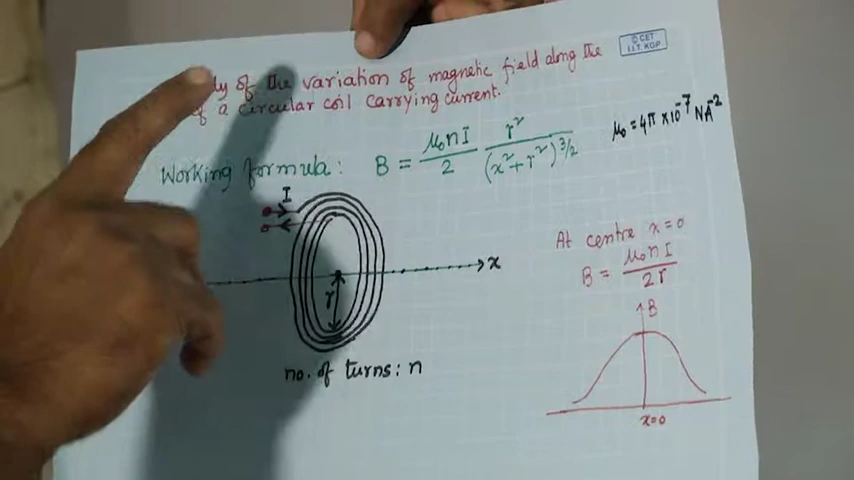 of the variation of magnetic field along the
of a circular coil carrying current.
© CET
I.I.T. KGP
μ₀ = 4π × 10⁻⁷ NA⁻²
Working formula: B = μ₀nI/2 r²/(x²+r²)^3/2
I
x
r
no. of turns: n
At centre x=0
B = μ₀nI/2r
B
x=0